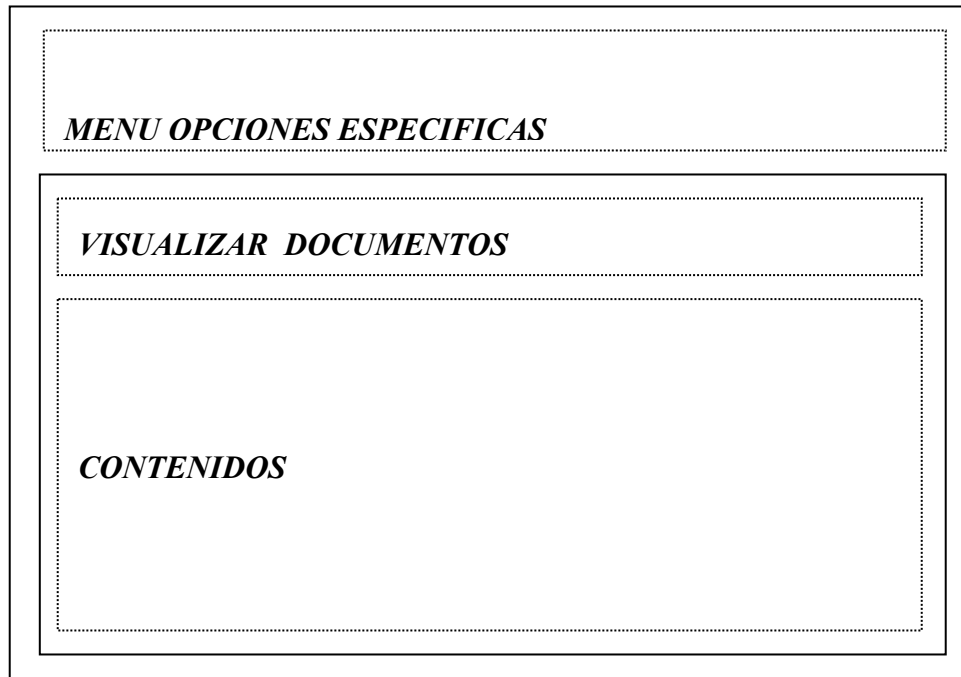 MENU OPCIONES ESPECIFICAS
VISUALIZAR DOCUMENTOS
CONTENIDOS